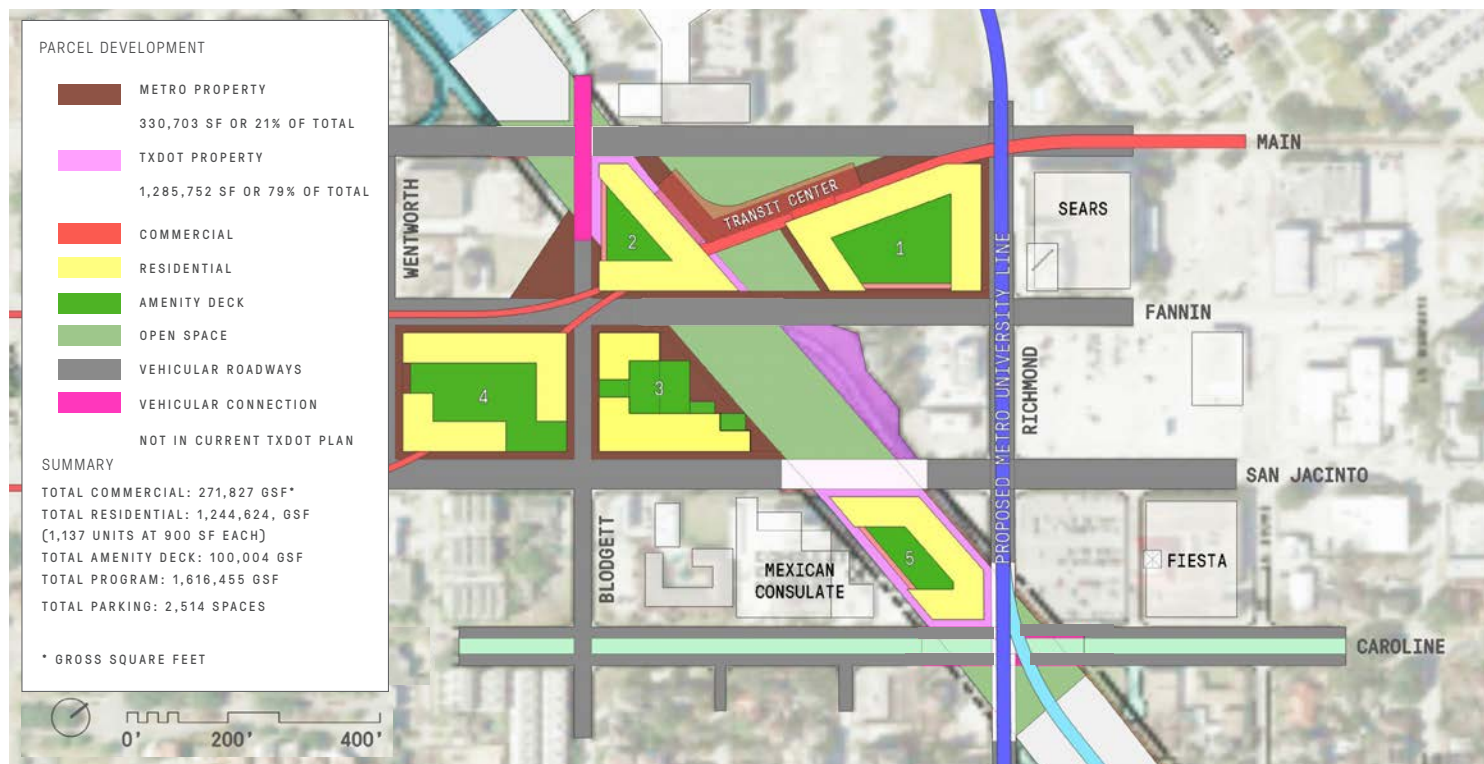 PARCEL DEVELOPMENT
METRO PROPERTY
330,703 SF OR 21% OF TOTAL
TXDOT PROPERTY
1,285,752 SF OR 79% OF TOTAL
COMMERCIAL
RESIDENTIAL
AMENITY DECK
OPEN SPACE
VEHICULAR ROADWAYS
VEHICULAR CONNECTION
NOT IN CURRENT TXDOT PLAN
SUMMARY
TOTAL COMMERCIAL: 271,827 GSF*
TOTAL RESIDENTIAL: 1,244,624, GSF
(1,137 UNITS AT 900 SF EACH)
TOTAL AMENITY DECK: 100,004 GSF
TOTAL PROGRAM: 1,616,455 GSF
TOTAL PARKING: 2,514 SPACES
* GROSS SQUARE FEET
0' 200' 400'
MAIN
WENTWORTH
TRANSIT CENTER
SEARS
2
1
FANNIN
PROPOSED METRO UNIVERSITY LINE
RICHMOND
4
3
SAN JACINTO
BLODGETT
MEXICAN
CONSULATE
5
FIESTA
CAROLINE